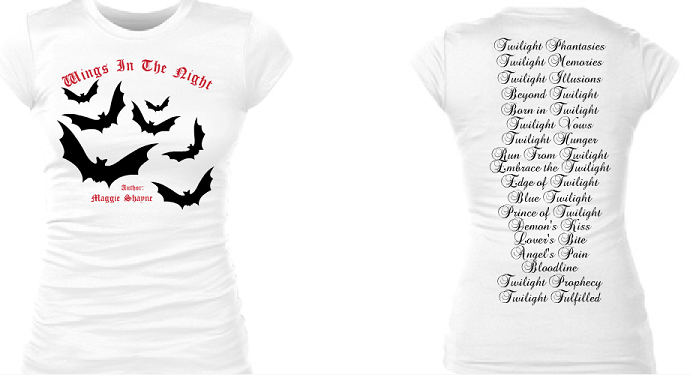 Wings In The Night
Author:
Maggie Shayne
Twilight Phantasies
Twilight Memories
Twilight Illusions
Beyond Twilight
Born in Twilight
Twilight Vows
Twilight Hunger
Run From Twilight
Embrace the Twilight
Edge of Twilight
Blue Twilight
Prince of Twilight
Demon's Kiss
Lover's Bite
Angel's Pain
Bloodline
Twilight Prophecy
Twilight Fulfilled